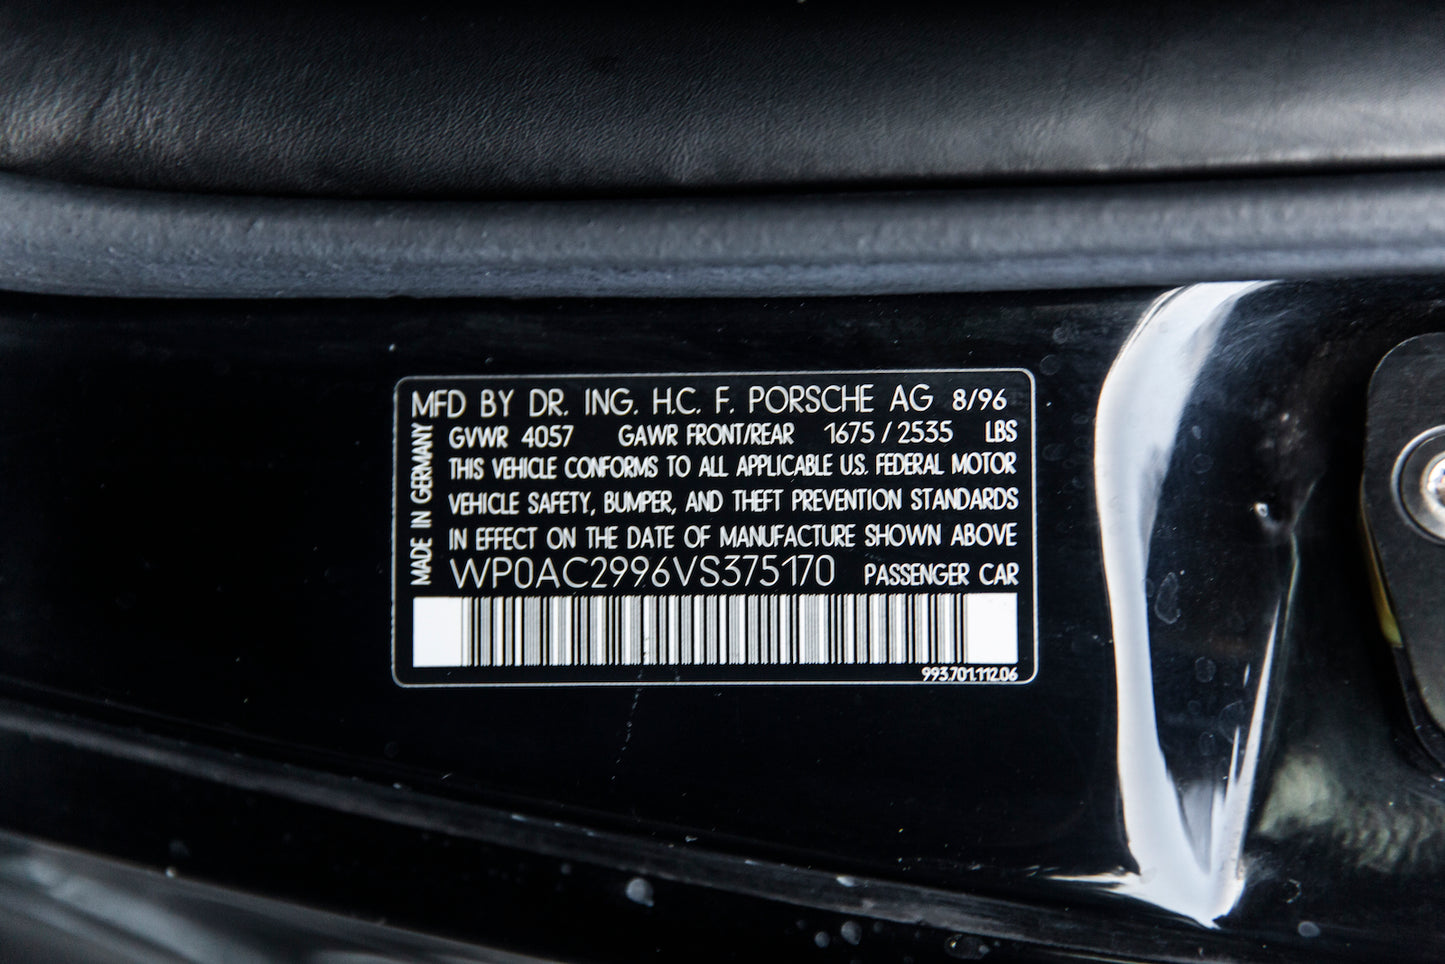 MFD BY DR. ING. H.C. F. PORSCHE AG 8/96
GVWR 4057 GAWR FRONT/REAR 1675 / 2535 LBS
THIS VEHICLE CONFORMS TO ALL APPLICABLE U.S. FEDERAL MOTOR
VEHICLE SAFETY, BUMPER, AND THEFT PREVENTION STANDARDS
IN EFFECT ON THE DATE OF MANUFACTURE SHOWN ABOVE
WP0AC2996VS375170 PASSENGER CAR
MADE IN GERMANY
993.701.112.06